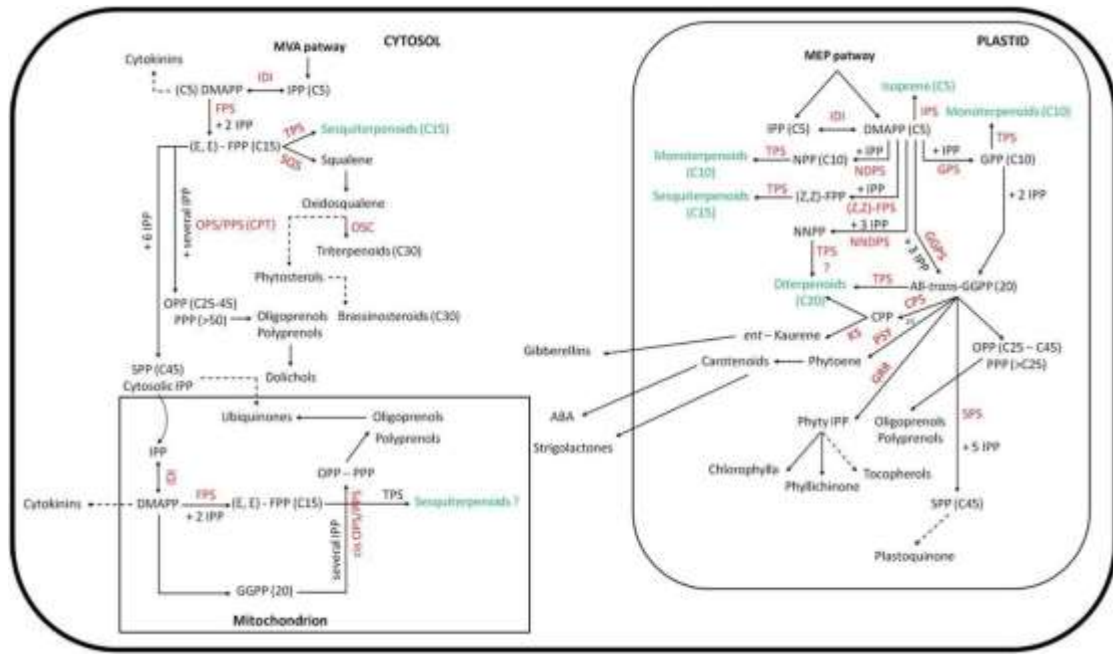 CYTOSOL
MVA patway
Cytokinins
IDI
(C5) DMAPP
IPP (C5)
FPS
+ 2 IPP
TPS
Sesquiterpenoids (C15)
(E, E) - FPP (C15)
SQS
Squalene
Oxidosqualene
+ 6 IPP
+ several IPP
OPS/PPS (CPT)
OSC
Triterpenoids (C30)
Phytosterols
OPP (C25-45)
PPP (>50)
Oligoprenols
Polyprenols
Brassinosteroids (C30)
SPP (C45)
Cytosolic IPP
Dolichols
Ubiquinones
Oligoprenols
Polyprenols
IPP
IDI
OPP – PPP
Cytokinins
DMAPP
FPS
+ 2 IPP
(E, E) - FPP (C15)
TPS
Sesquiterpenoids ?
several IPP
GGPP (20)
Mitochondrion
PLASTID
MEP patway
Isoprene (C5)
Monoterpenoids (C10)
IPS
IDI
IPP (C5)
DMAPP (C5)
TPS
Monoterpenoids
(C10)
TPS
NPP (C10)
+ IPP
NDPS
+ IPP
GPS
GPP (C10)
Sesquiterpenoids
(C15)
TPS
(Z,Z)-FPP
+ IPP
(Z,Z)-FPS
+ 2 IPP
NNPP
+ 3 IPP
NNDPS
GGPS
+ 3 IPP
TPS
?
Diterpenoids
(C20)
TPS
AB-trans-GGPP (20)
CPS
CPP
KS
PSY
ent – Kaurene
Gibberellins
Carotenoids
Phytoene
GRB
OPP (C25 – C45)
PPP (>C25)
ABA
Strigolactones
Phyty IPP
Oligoprenols
Polyprenols
SPS
+ 5 IPP
Chlorophylla
Phyllichinone
Tocopherols
SPP (C45)
Plastoquinone